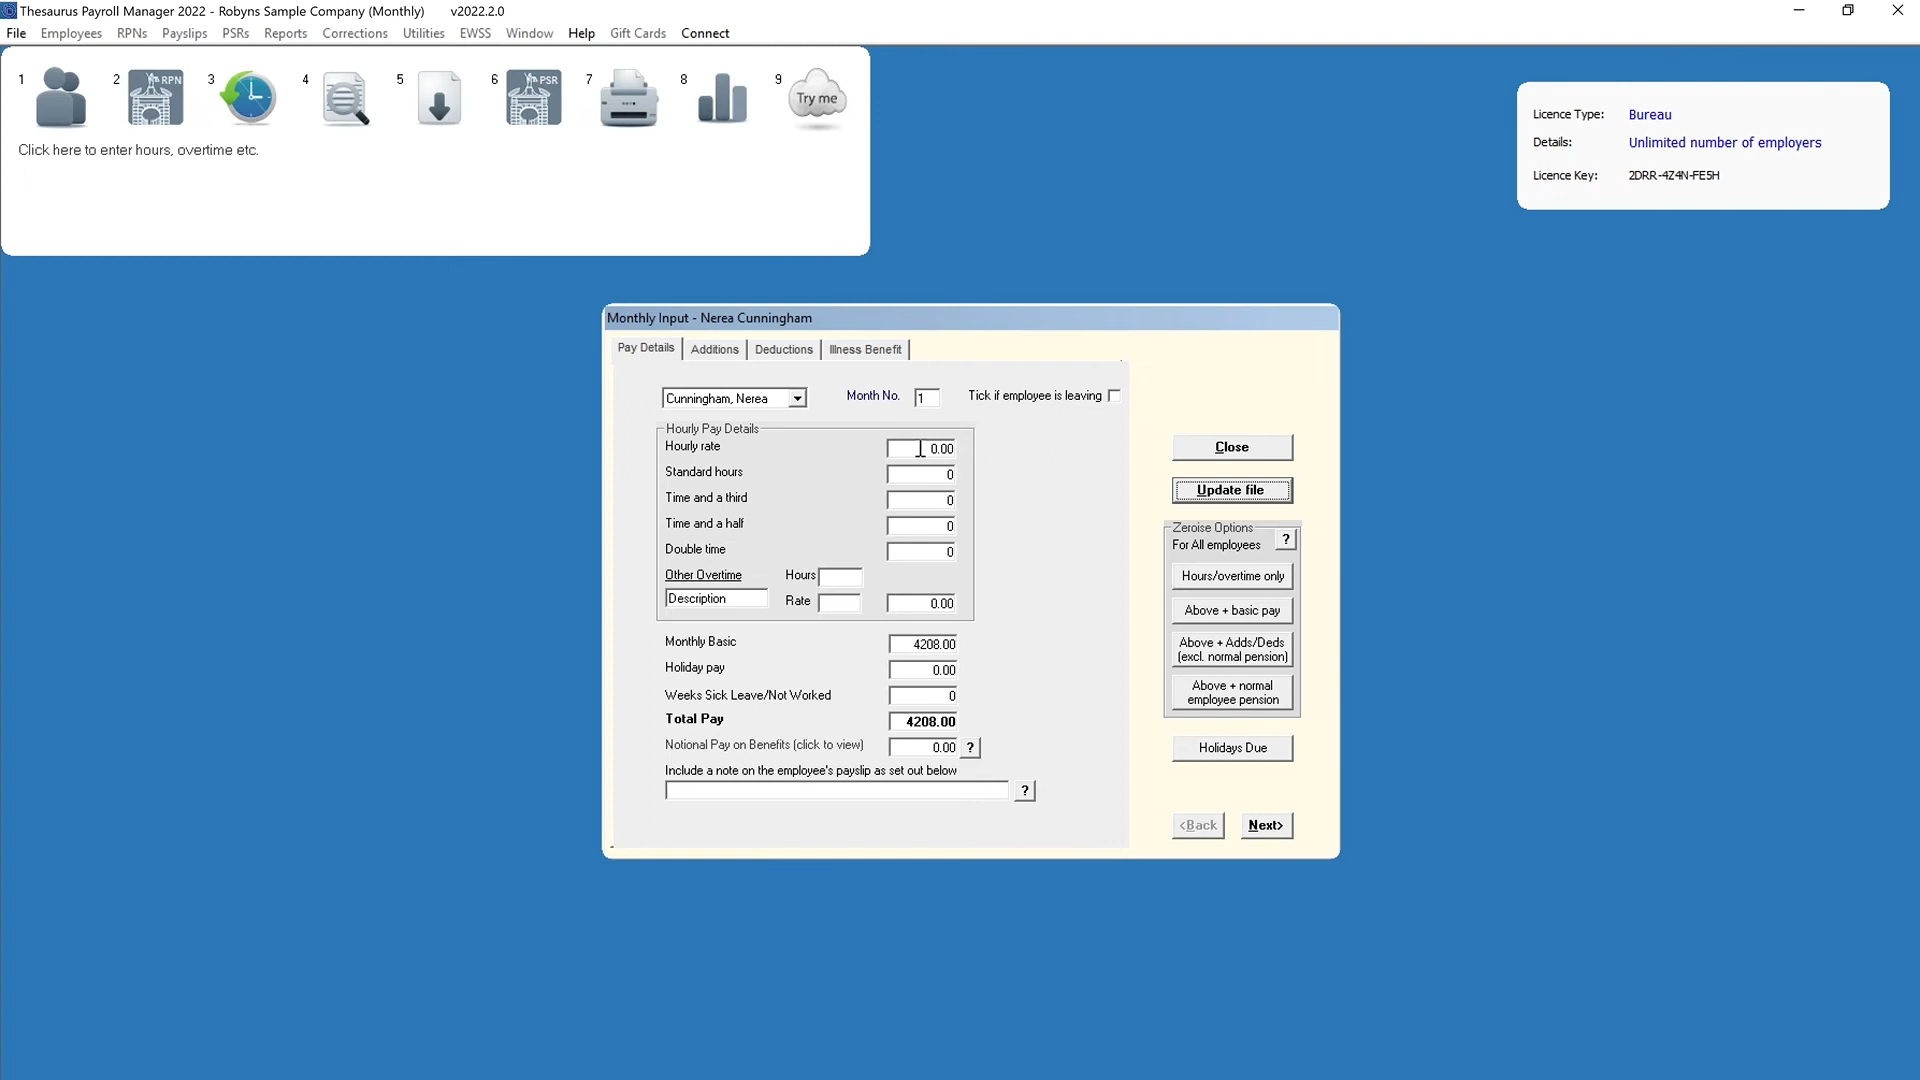 Thesaurus Payroll Manager 2022 - Robyns Sample Company (Monthly) v2022.2.0
File Employees RPNs Payslips PSRs Reports Corrections Utilities EWSS Window Help Gift Cards Connect
1 2 RPN 3 4 5 6 PSR 7 8 9 Try me
Click here to enter hours, overtime etc.
Licence Type: Bureau
Details: Unlimited number of employers
Licence Key: 2DRR-4Z4N-FE5H
Monthly Input - Nerea Cunningham
Pay Details Additions Deductions Illness Benefit
Cunningham, Nerea Month No. 1 Tick if employee is leaving
Hourly Pay Details
Hourly rate 0.00
Standard hours 0
Time and a third 0
Time and a half 0
Double time 0
Other Overtime Hours
Description Rate 0.00
Monthly Basic 4208.00
Holiday pay 0.00
Weeks Sick Leave/Not Worked 0
Total Pay 4208.00
Notional Pay on Benefits (click to view) 0.00 ?
Include a note on the employee's payslip as set out below
?
Close
Update file
Zeroise Options
For All employees ?
Hours/overtime only
Above + basic pay
Above + Adds/Deds
(excl. normal pension)
Above + normal
employee pension
Holidays Due
<Back Next>